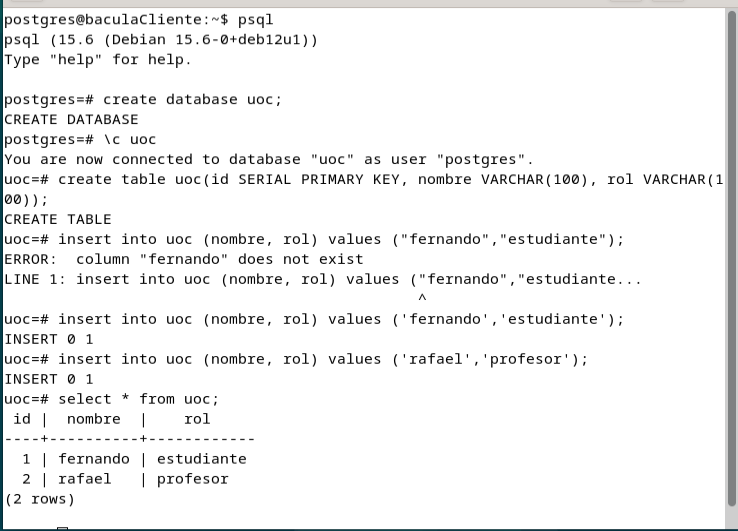 postgres@baculaCliente:~$ psql
psql (15.6 (Debian 15.6-0+deb12u1))
Type "help" for help.

postgres=# create database uoc;
CREATE DATABASE
postgres=# \c uoc
You are now connected to database "uoc" as user "postgres".
uoc=# create table uoc(id SERIAL PRIMARY KEY, nombre VARCHAR(100), rol VARCHAR(1
00));
CREATE TABLE
uoc=# insert into uoc (nombre, rol) values ("fernando","estudiante");
ERROR:  column "fernando" does not exist
LINE 1: insert into uoc (nombre, rol) values ("fernando","estudiante...
                                              ^
uoc=# insert into uoc (nombre, rol) values ('fernando','estudiante');
INSERT 0 1
uoc=# insert into uoc (nombre, rol) values ('rafael','profesor');
INSERT 0 1
uoc=# select * from uoc;
 id |  nombre  |    rol
----+----------+------------
  1 | fernando | estudiante
  2 | rafael   | profesor
(2 rows)